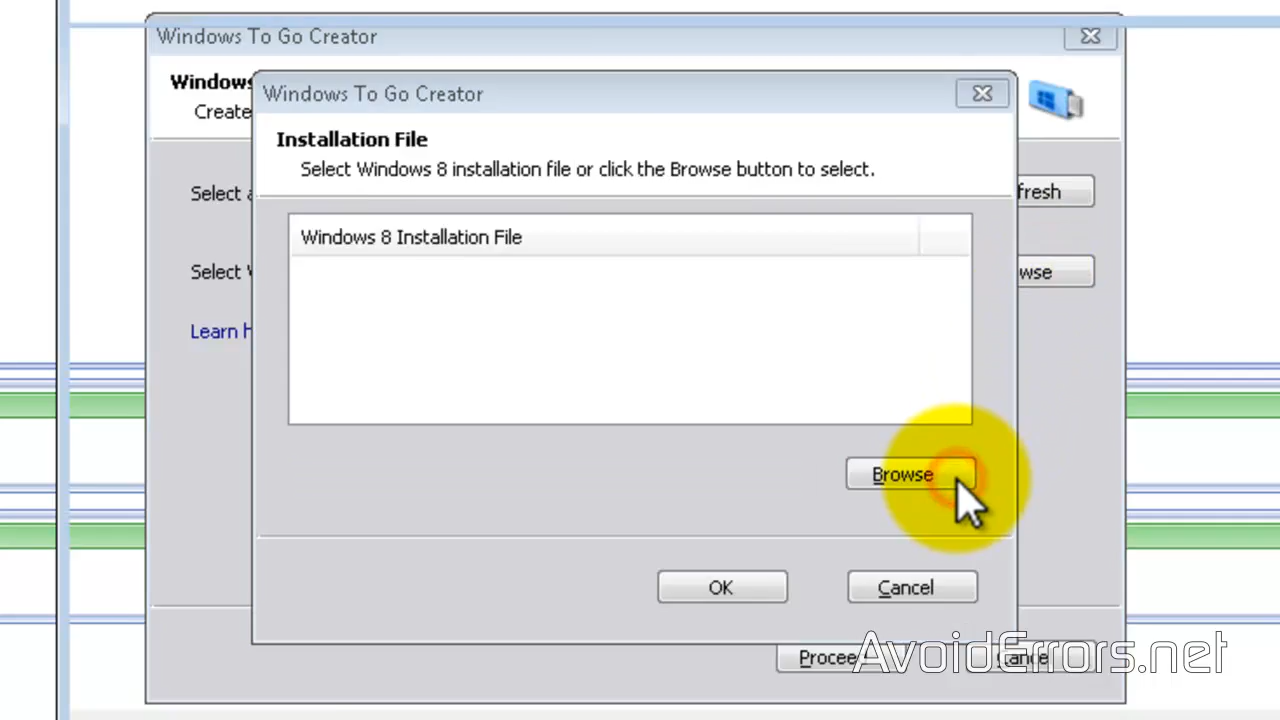 Windows To Go Creator
Windows
Create
Windows To Go Creator
Installation File
Select Windows 8 installation file or click the Browse button to select.
Select
fresh
Windows 8 Installation File
Select
wse
Learn
Browse
OK
Cancel
Procee
Cance
AvoidErrors.net